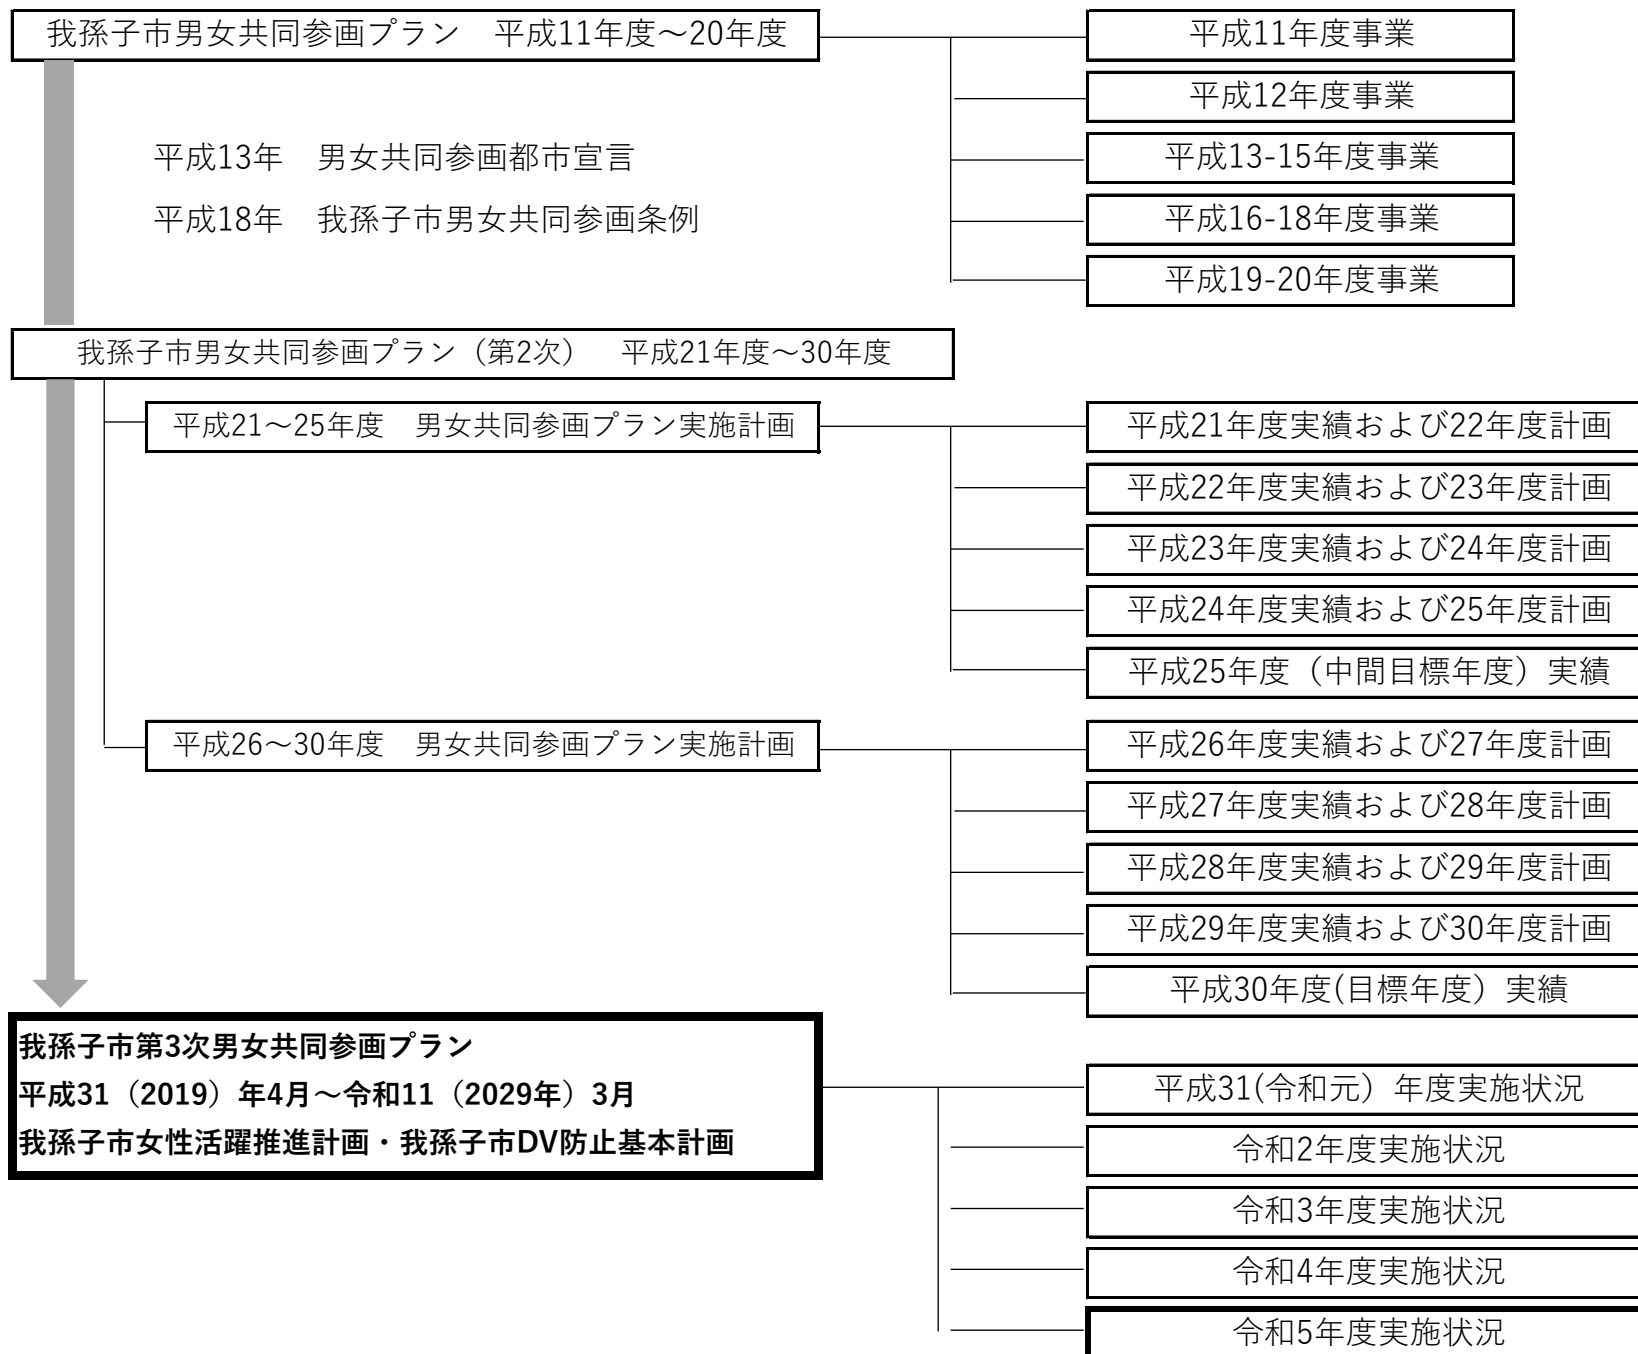 我孫子市男女共同参画プラン　平成11年度～20年度
平成11年度事業
平成12年度事業
平成13-15年度事業
平成16-18年度事業
平成19-20年度事業
平成13年　男女共同参画都市宣言
平成18年　我孫子市男女共同参画条例
我孫子市男女共同参画プラン（第2次）　平成21年度～30年度
平成21～25年度　男女共同参画プラン実施計画
平成21年度実績および22年度計画
平成22年度実績および23年度計画
平成23年度実績および24年度計画
平成24年度実績および25年度計画
平成25年度（中間目標年度）実績
平成26～30年度　男女共同参画プラン実施計画
平成26年度実績および27年度計画
平成27年度実績および28年度計画
平成28年度実績および29年度計画
平成29年度実績および30年度計画
平成30年度(目標年度）実績
我孫子市第3次男女共同参画プラン
平成31（2019）年4月～令和11（2029年）3月
我孫子市女性活躍推進計画・我孫子市DV防止基本計画
平成31(令和元）年度実施状況
令和2年度実施状況
令和3年度実施状況
令和4年度実施状況
令和5年度実施状況